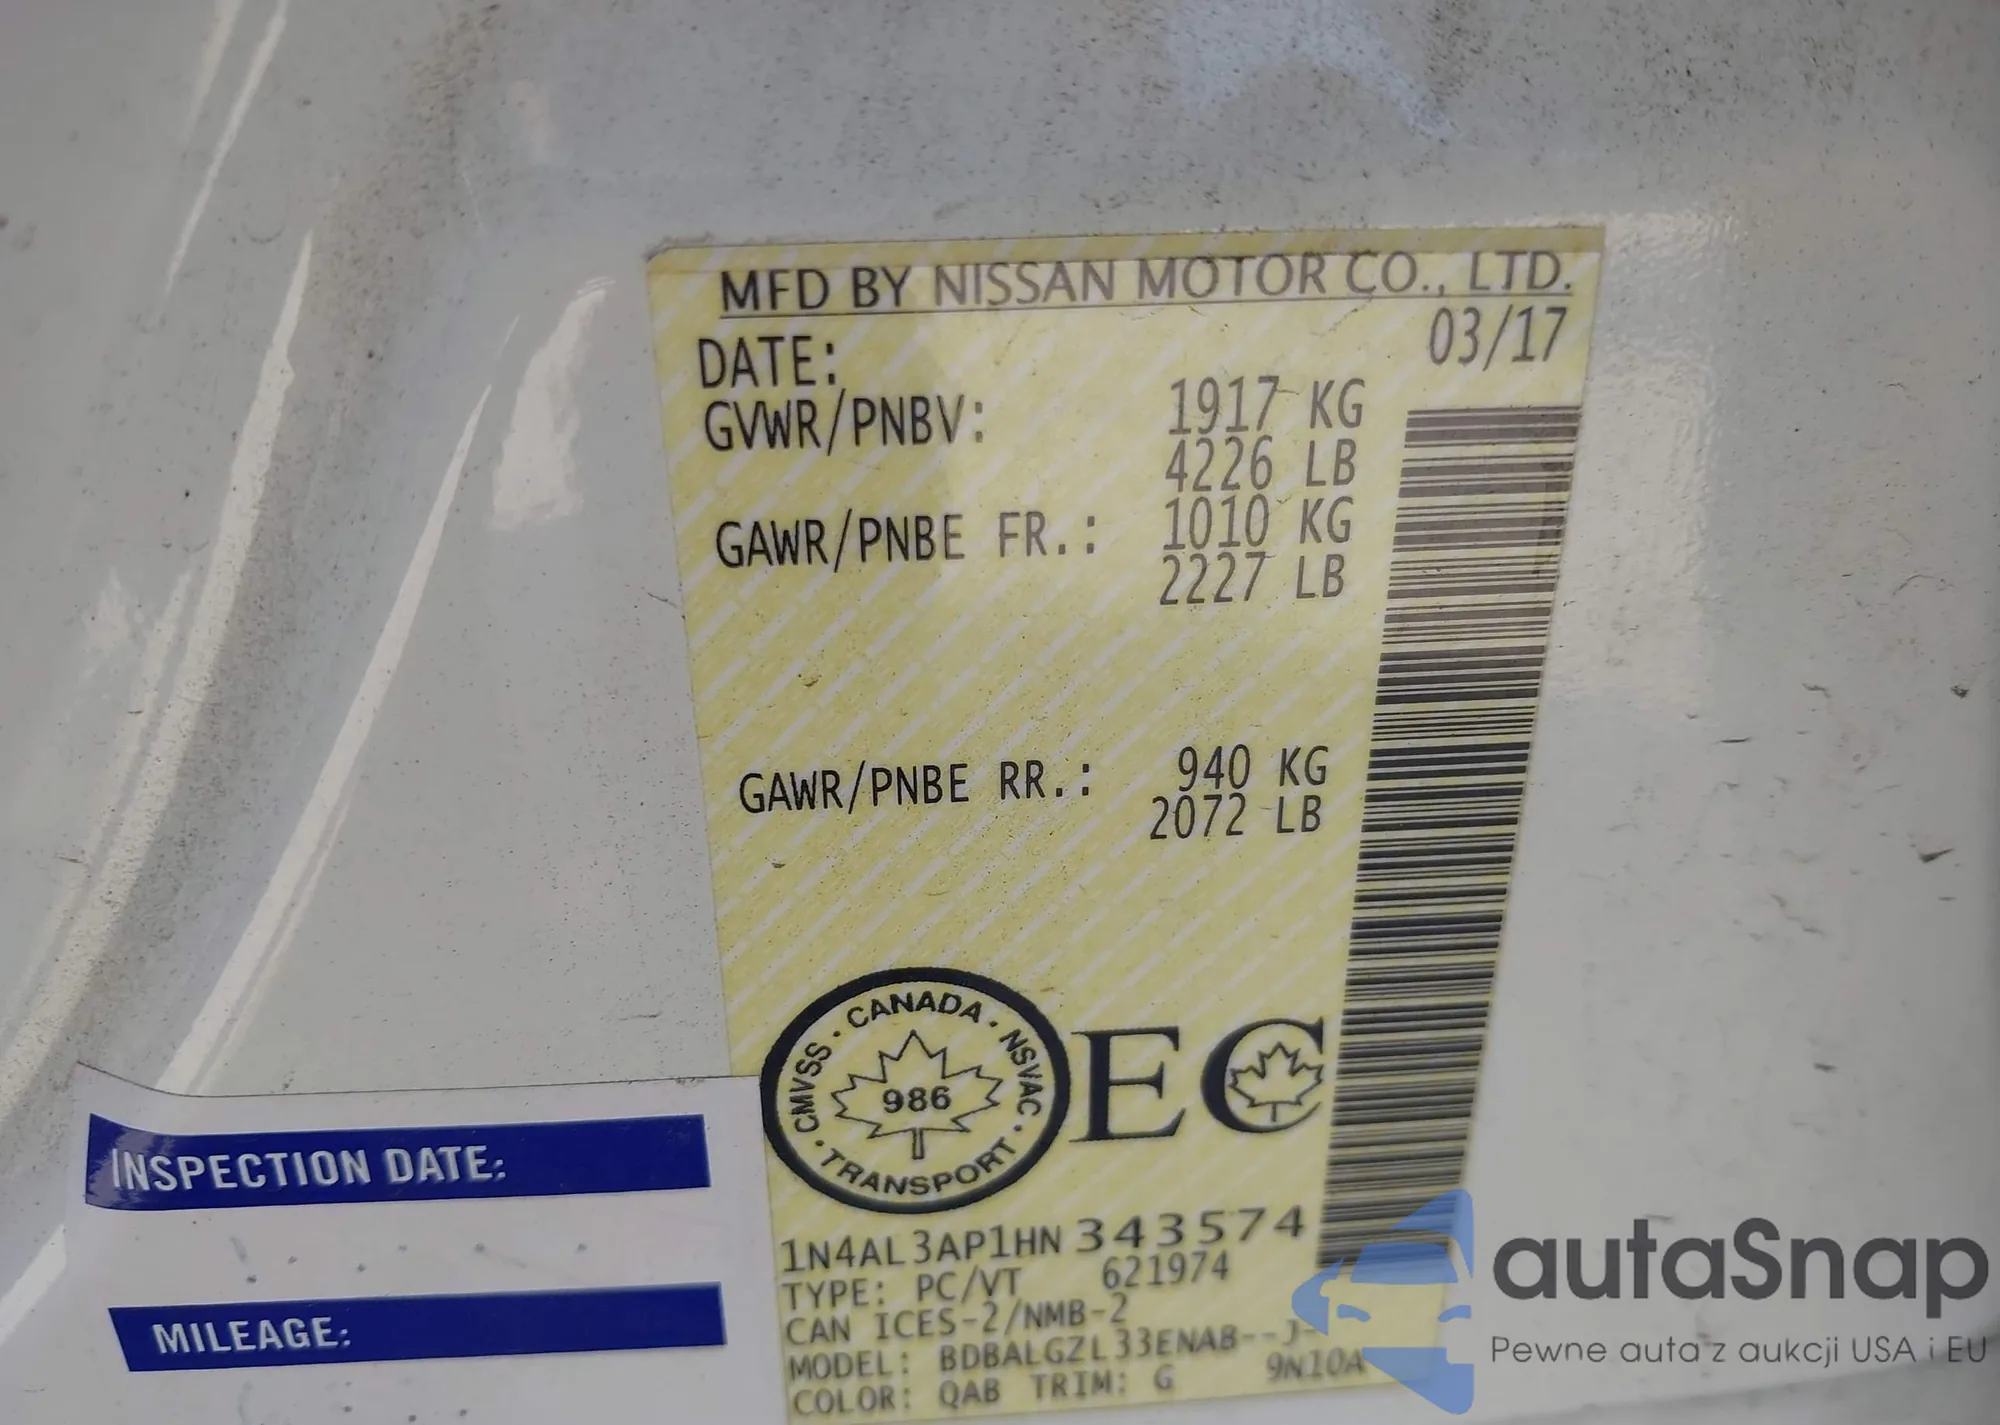 MFD BY NISSAN MOTOR CO., LTD.
DATE: 03/17
GVWR/PNBV: 1917 KG
4226 LB
GAWR/PNBE FR.: 1010 KG
2227 LB
GAWR/PNBE RR.: 940 KG
2072 LB
CMVSS · CANADA · NSVAC · TRANSPORT ·
986
EC
1N4AL3AP1HN 343574
TYPE: PC/VT 621974
CAN ICES-2/NMB-2
MODEL: BDBALGZL33ENAB--J-
COLOR: QAB TRIM: G 9N10A
INSPECTION DATE:
MILEAGE:
autaSnap
Pewne auta z aukcji USA i EU